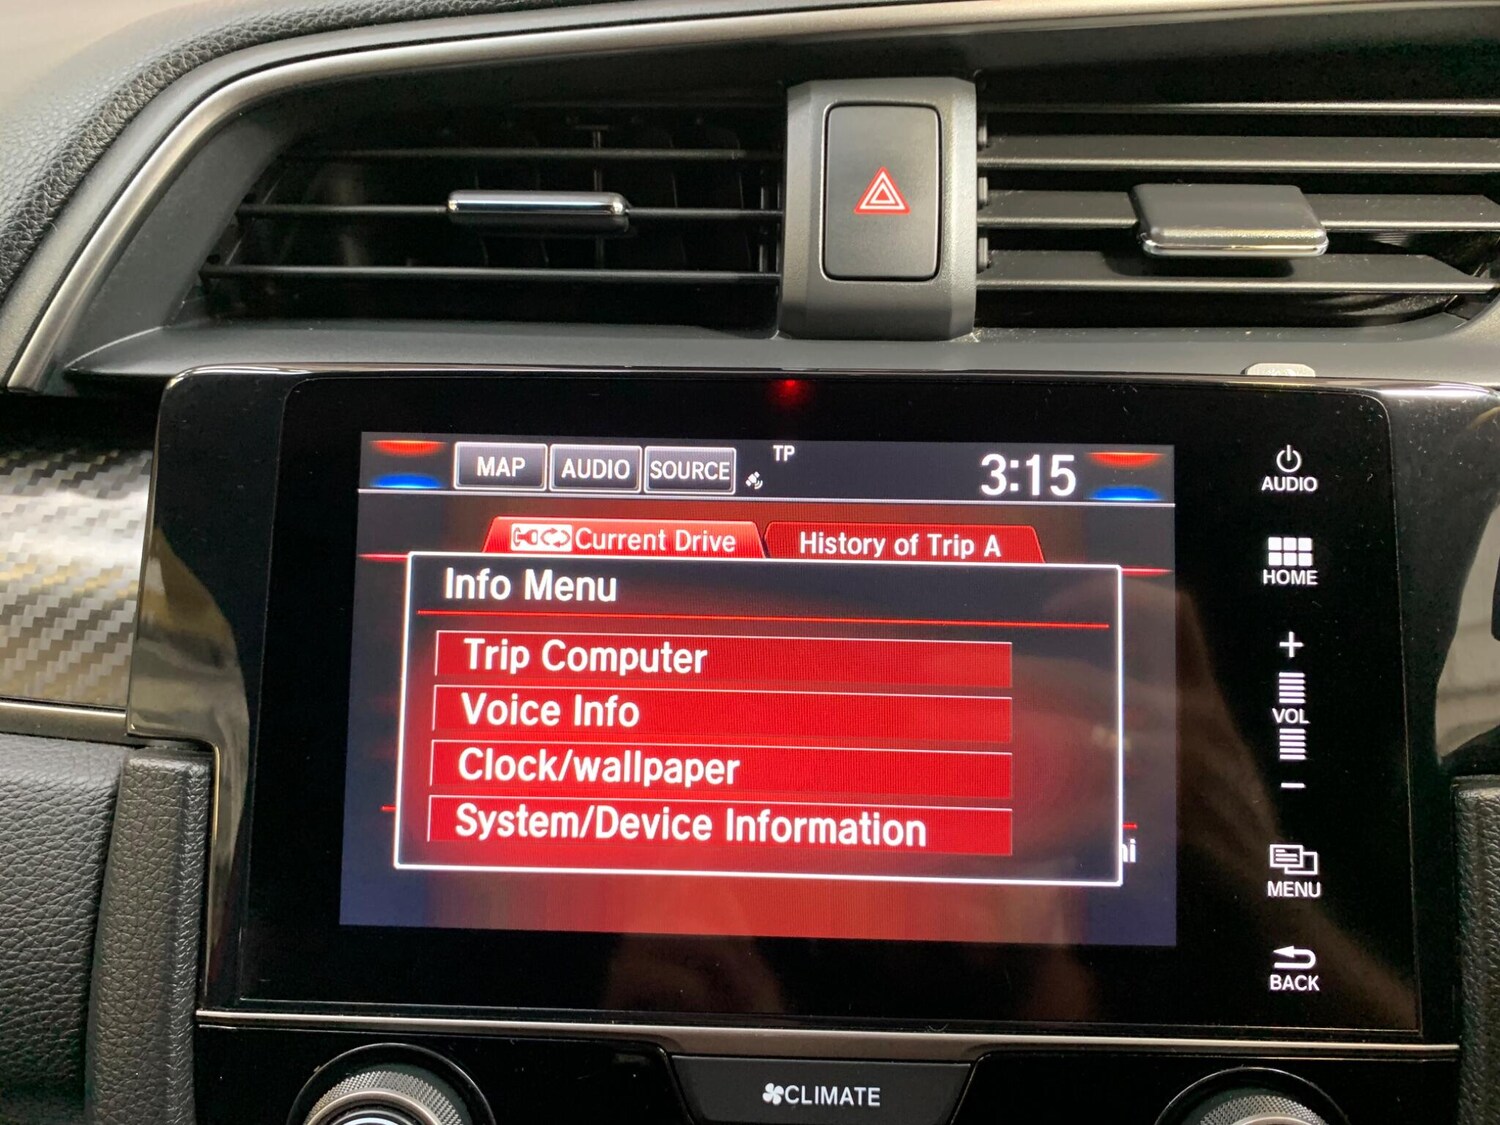 MAP AUDIO SOURCE TP 3:15
Current Drive History of Trip A
Info Menu
Trip Computer
Voice Info
Clock/wallpaper
System/Device Information
AUDIO
HOME
+
VOL
−
MENU
BACK
CLIMATE